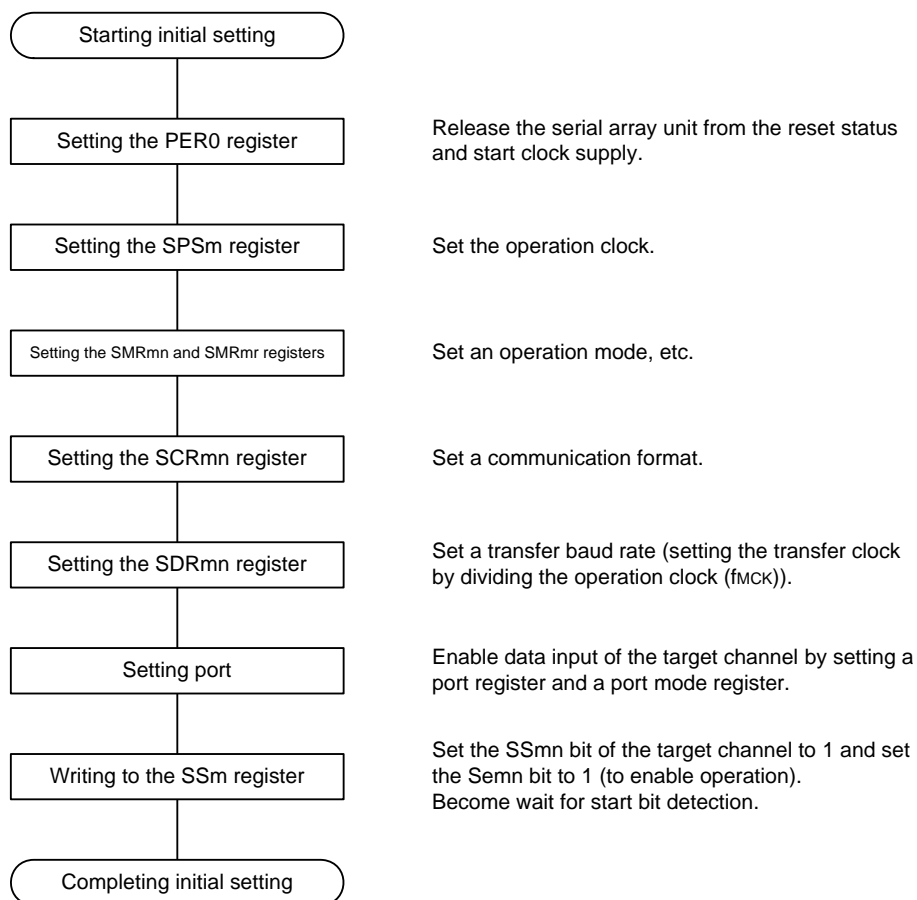 Starting initial setting
Setting the PER0 register
Release the serial array unit from the reset status
and start clock supply.
Setting the SPSm register
Set the operation clock.
Setting the SMRmn and SMRmr registers
Set an operation mode, etc.
Setting the SCRmn register
Set a communication format.
Setting the SDRmn register
Set a transfer baud rate (setting the transfer clock
by dividing the operation clock (fMCK)).
Setting port
Enable data input of the target channel by setting a
port register and a port mode register.
Writing to the SSm register
Set the SSmn bit of the target channel to 1 and set
the Semn bit to 1 (to enable operation).
Become wait for start bit detection.
Completing initial setting